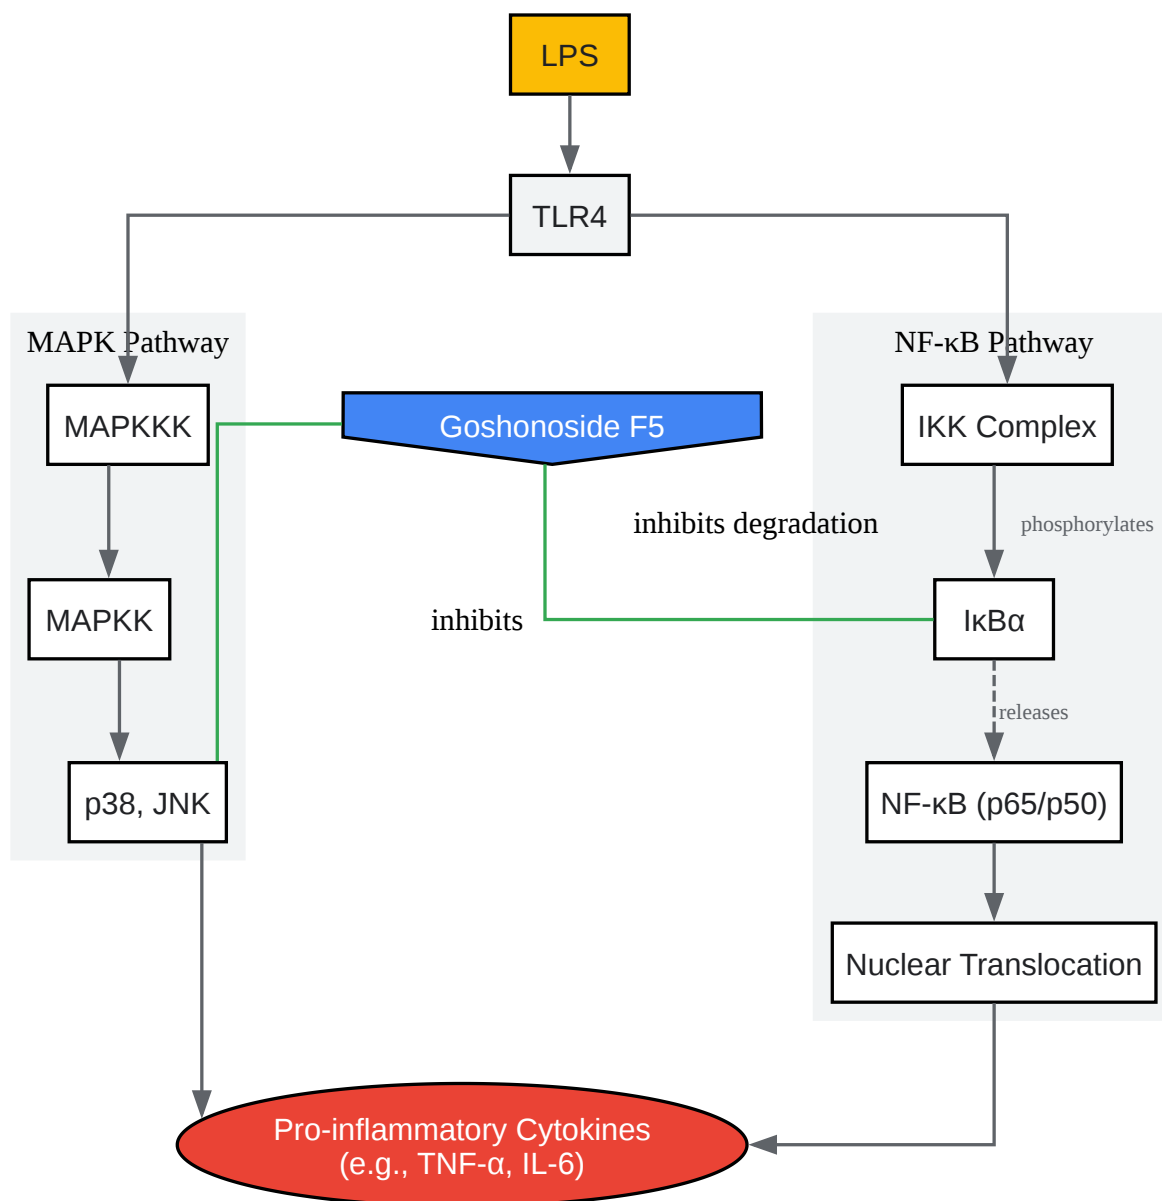 LPS
TLR4
MAPK Pathway
NF-κB Pathway
MAPKKK
Goshonoside F5
IKK Complex
inhibits degradation
phosphorylates
MAPKK
inhibits
IκBα
releases
p38, JNK
NF-κB (p65/p50)
Nuclear Translocation
Pro-inflammatory Cytokines
(e.g., TNF-α, IL-6)